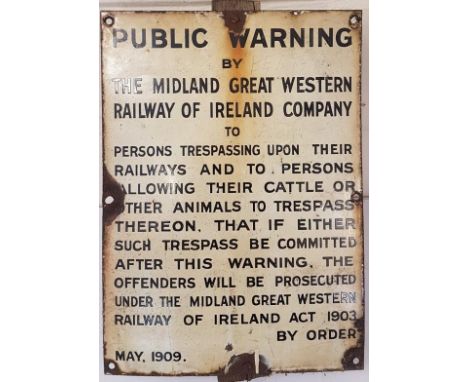 PUBLIC WARNING
BY
THE MIDLAND GREAT WESTERN
RAILWAY OF IRELAND COMPANY
TO
PERSONS TRESPASSING UPON THEIR
RAILWAYS AND TO PERSONS
ALLOWING THEIR CATTLE OR
OTHER ANIMALS TO TRESPASS
THEREON. THAT IF EITHER
SUCH TRESPASS BE COMMITTED
AFTER THIS WARNING. THE
OFFENDERS WILL BE PROSECUTED
UNDER THE MIDLAND GREAT WESTERN
RAILWAY OF IRELAND ACT 1903
BY ORDER
MAY, 1909.